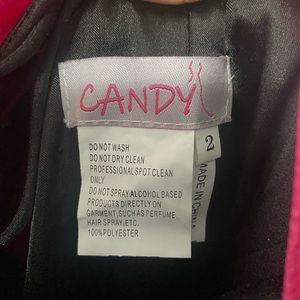 CANDY
2
MADE IN CHINA
DO NOT WASH
DO NOT DRY CLEAN
PROFESSIONAL SPOT CLEAN
ONLY
DO NOT SPRAY ALCOHOL BASED
PRODUCTS DIRECTLY ON
GARMENT, SUCH AS PERFUME,
HAIR SPRAY, ETC.
100% POLYESTER